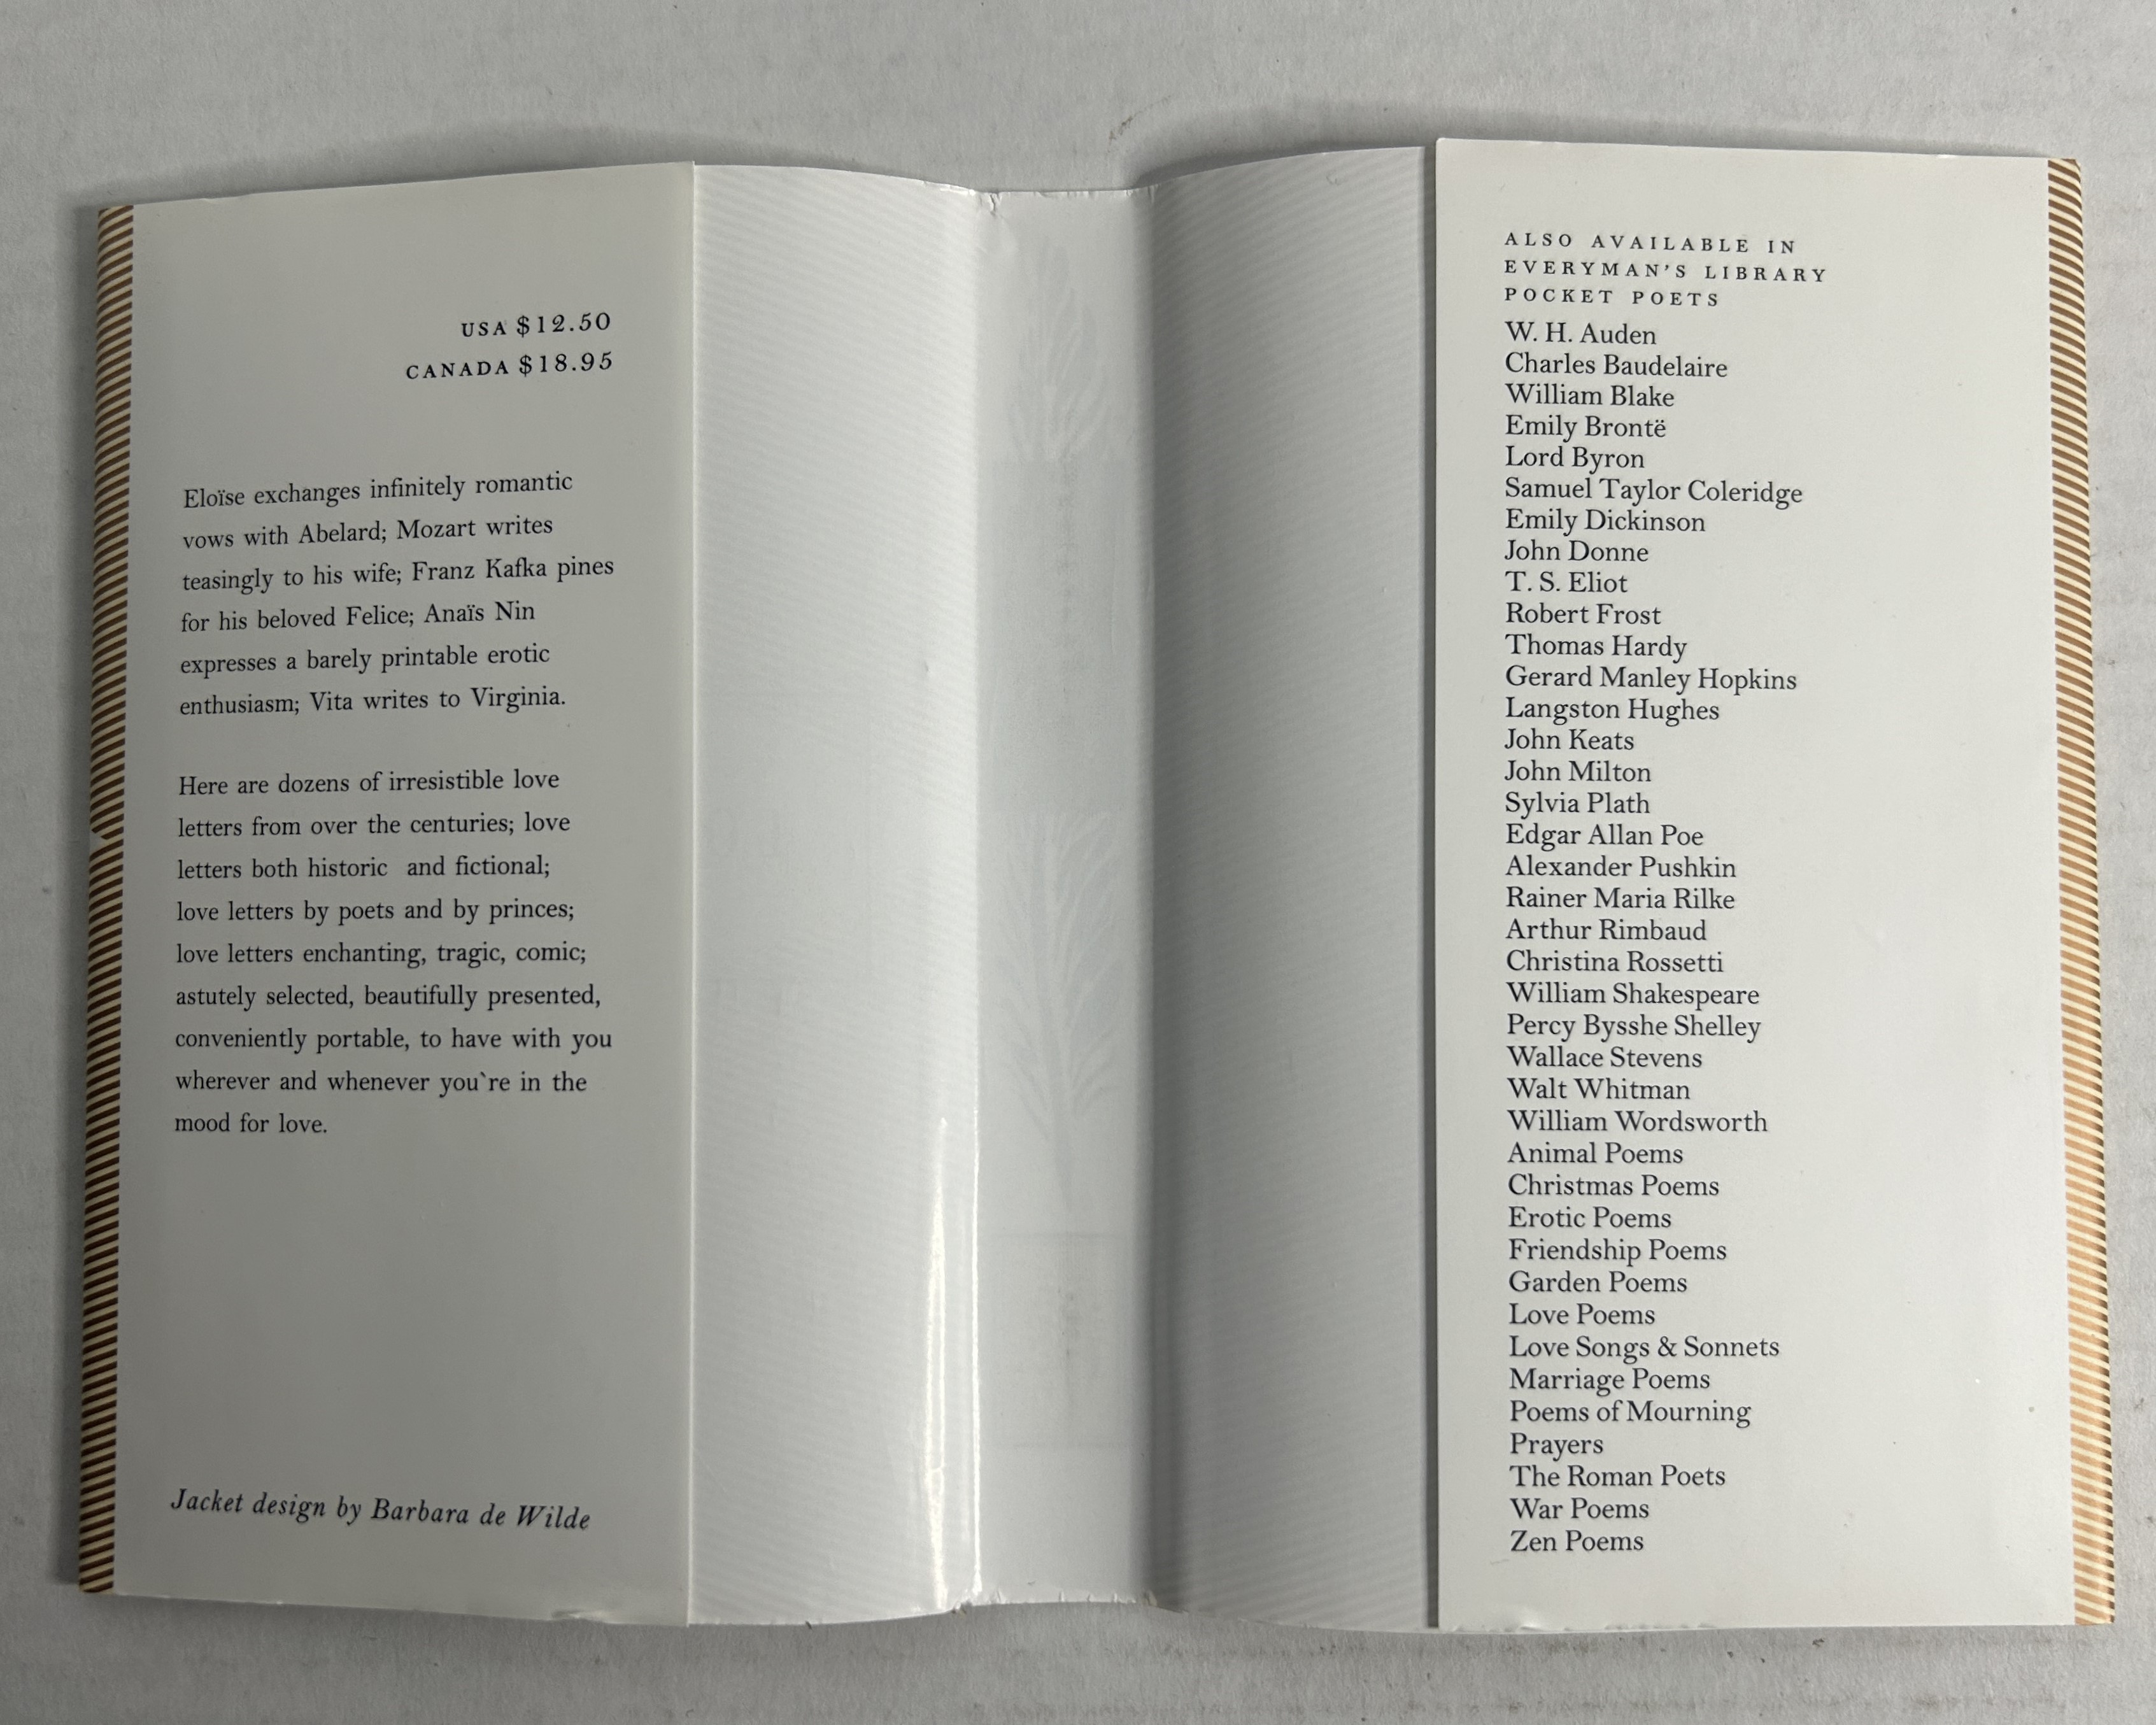 USA $12.50
CANADA $18.95
Eloïse exchanges infinitely romantic
vows with Abelard; Mozart writes
teasingly to his wife; Franz Kafka pines
for his beloved Felice; Anaïs Nin
expresses a barely printable erotic
enthusiasm; Vita writes to Virginia.
Here are dozens of irresistible love
letters from over the centuries; love
letters both historic  and fictional;
love letters by poets and by princes;
love letters enchanting, tragic, comic;
astutely selected, beautifully presented,
conveniently portable, to have with you
wherever and whenever you`re in the
mood for love.
Jacket design by Barbara de Wilde
ALSO AVAILABLE IN
EVERYMAN'S LIBRARY
POCKET POETS
W. H. Auden
Charles Baudelaire
William Blake
Emily Brontë
Lord Byron
Samuel Taylor Coleridge
Emily Dickinson
John Donne
T. S. Eliot
Robert Frost
Thomas Hardy
Gerard Manley Hopkins
Langston Hughes
John Keats
John Milton
Sylvia Plath
Edgar Allan Poe
Alexander Pushkin
Rainer Maria Rilke
Arthur Rimbaud
Christina Rossetti
William Shakespeare
Percy Bysshe Shelley
Wallace Stevens
Walt Whitman
William Wordsworth
Animal Poems
Christmas Poems
Erotic Poems
Friendship Poems
Garden Poems
Love Poems
Love Songs & Sonnets
Marriage Poems
Poems of Mourning
Prayers
The Roman Poets
War Poems
Zen Poems